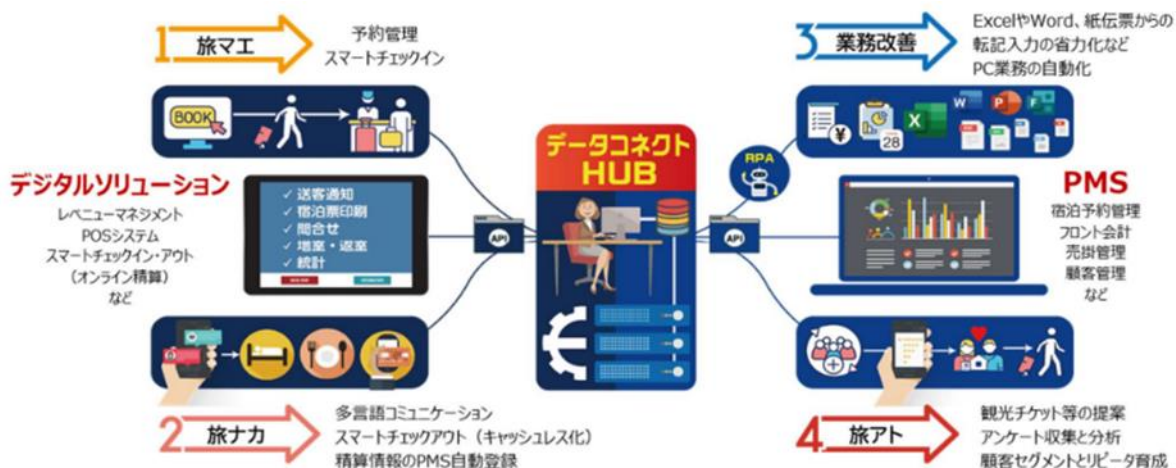 1 旅マエ
予約管理
スマートチェックイン
3 業務改善
ExcelやWord、紙伝票からの
転記入力の省力化など
PC業務の自動化
BOOK
¥
28
X
W
P
F
データコネクト
HUB
RPA
デジタルソリューション
レベニューマネジメント
POSシステム
スマートチェックイン・アウト
(オンライン精算)
など
✓ 送客通知
✓ 宿泊票印刷
✓ 問合せ
✓ 増室・返室
✓ 統計
API
API
PMS
宿泊予約管理
フロント会計
売掛管理
顧客管理
など
2 旅ナカ
多言語コミュニケーション
スマートチェックアウト（キャッシュレス化）
精算情報のPMS自動登録
4 旅アト
観光チケット等の提案
アンケート収集と分析
顧客セグメントとリピータ育成